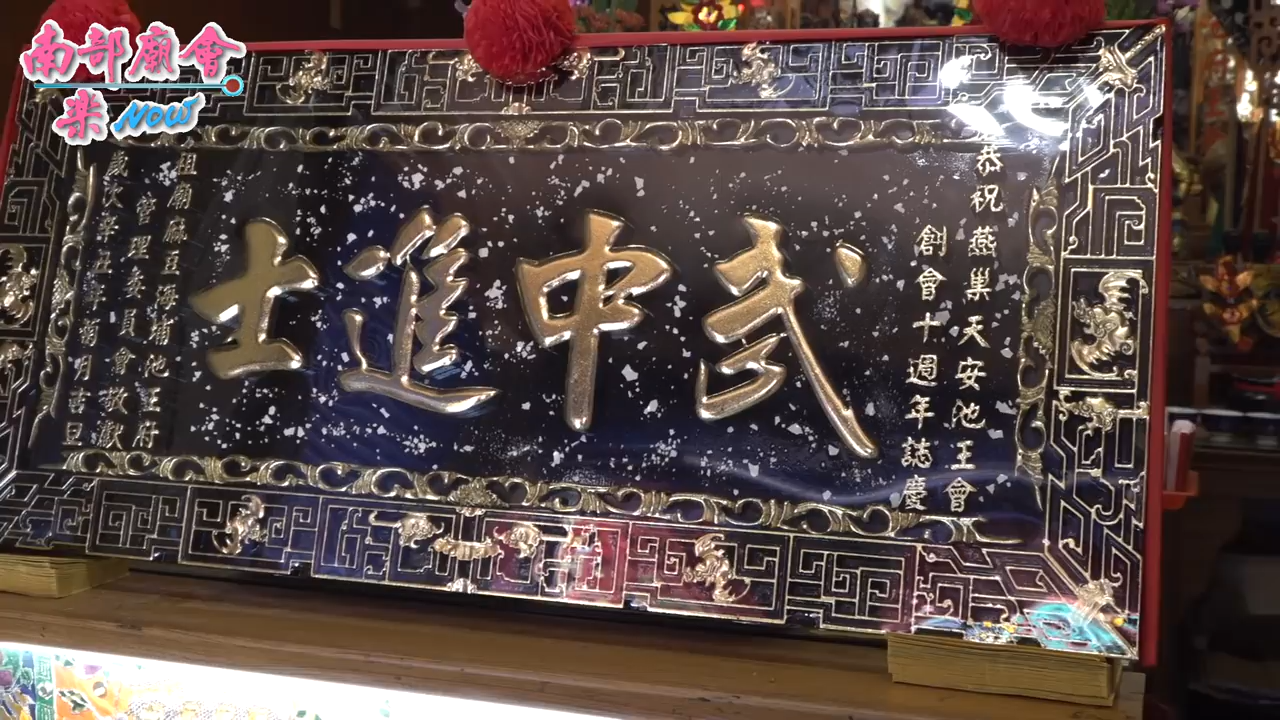 南部廟會
楽 NOW
恭祝 燕巢天安池王會
創會十週年誌慶
武中進士
祖廟麻豆海埔池王府
管理委員會敬獻
歲次辛丑年 月吉旦